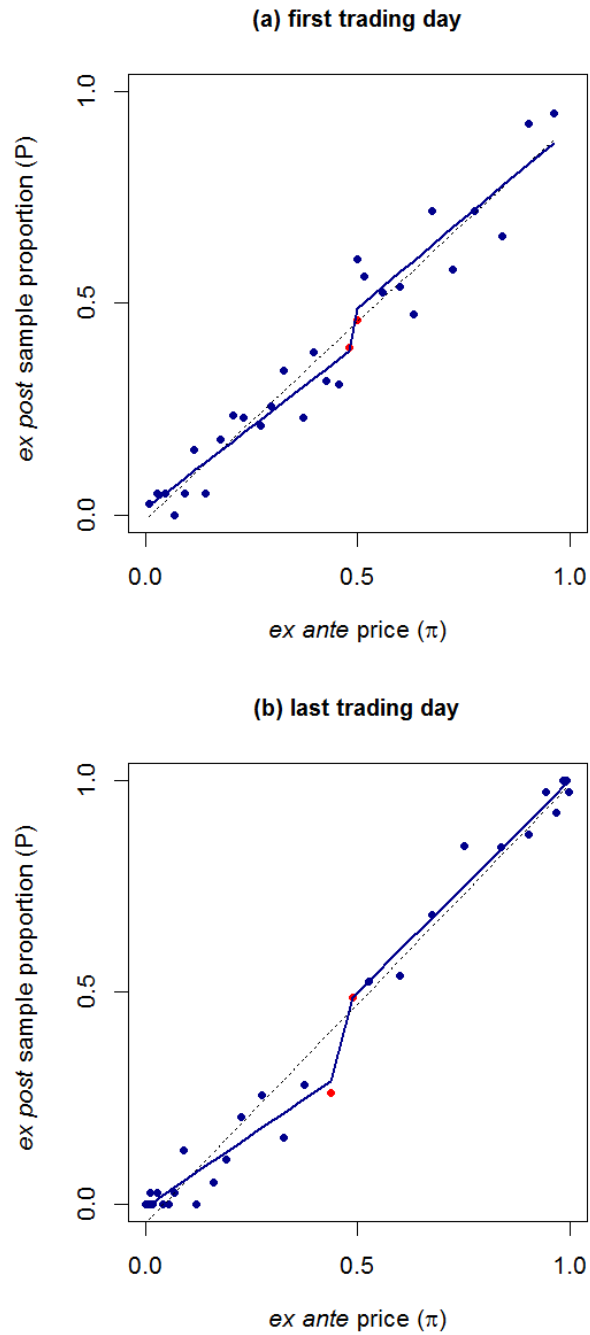 (a) first trading day
1.0
0.5
0.0
ex post sample proportion (P)
0.0 0.5 1.0
ex ante price (π)
(b) last trading day
1.0
0.5
0.0
ex post sample proportion (P)
0.0 0.5 1.0
ex ante price (π)